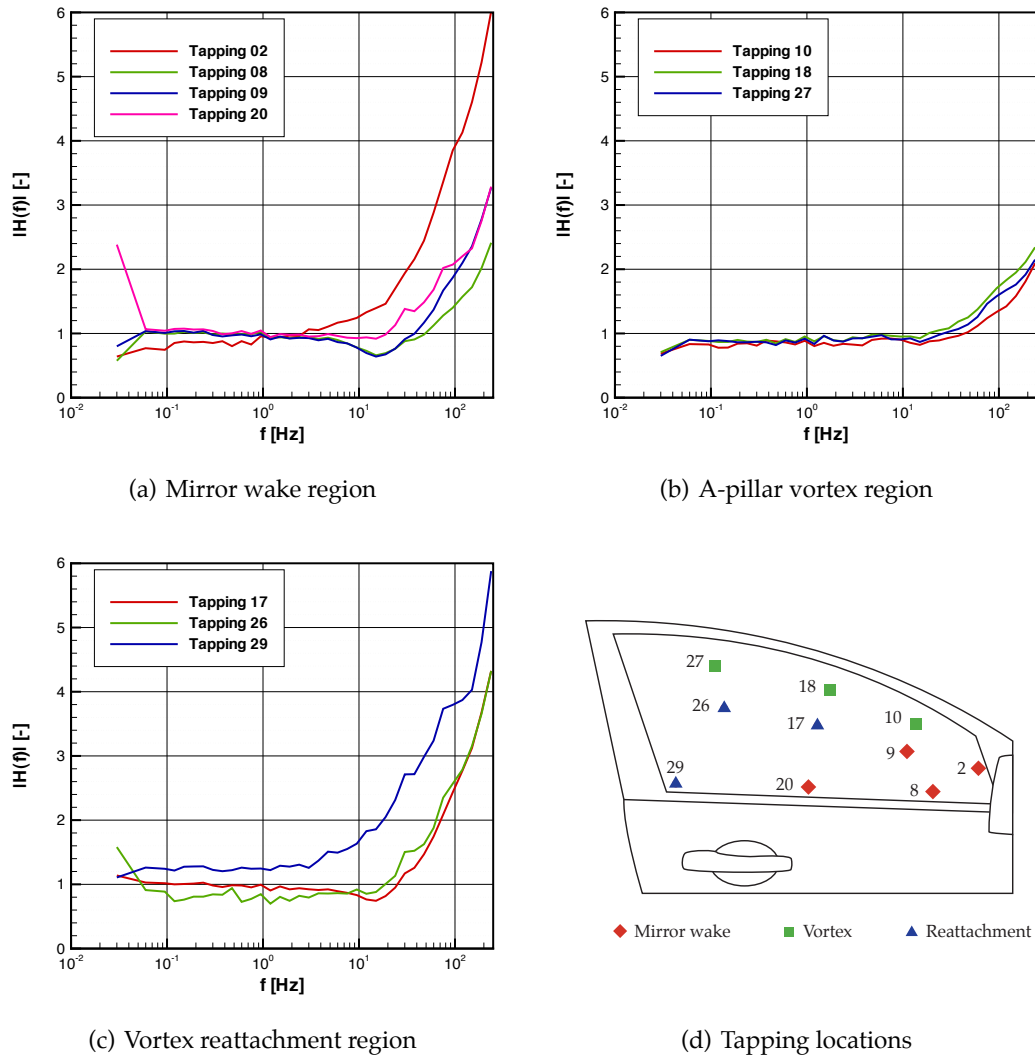 6
5
4
3
2
1
0
|H(f)| [-]
Tapping 02
Tapping 08
Tapping 09
Tapping 20
10^-2 10^-1 10^0 10^1 10^2
f [Hz]
(a) Mirror wake region
6
5
4
3
2
1
0
|H(f)| [-]
Tapping 10
Tapping 18
Tapping 27
10^-2 10^-1 10^0 10^1 10^2
f [Hz]
(b) A-pillar vortex region
6
5
4
3
2
1
0
|H(f)| [-]
Tapping 17
Tapping 26
Tapping 29
10^-2 10^-1 10^0 10^1 10^2
f [Hz]
(c) Vortex reattachment region
27
18
26
17
10
9
2
29
20
8
Mirror wake Vortex Reattachment
(d) Tapping locations